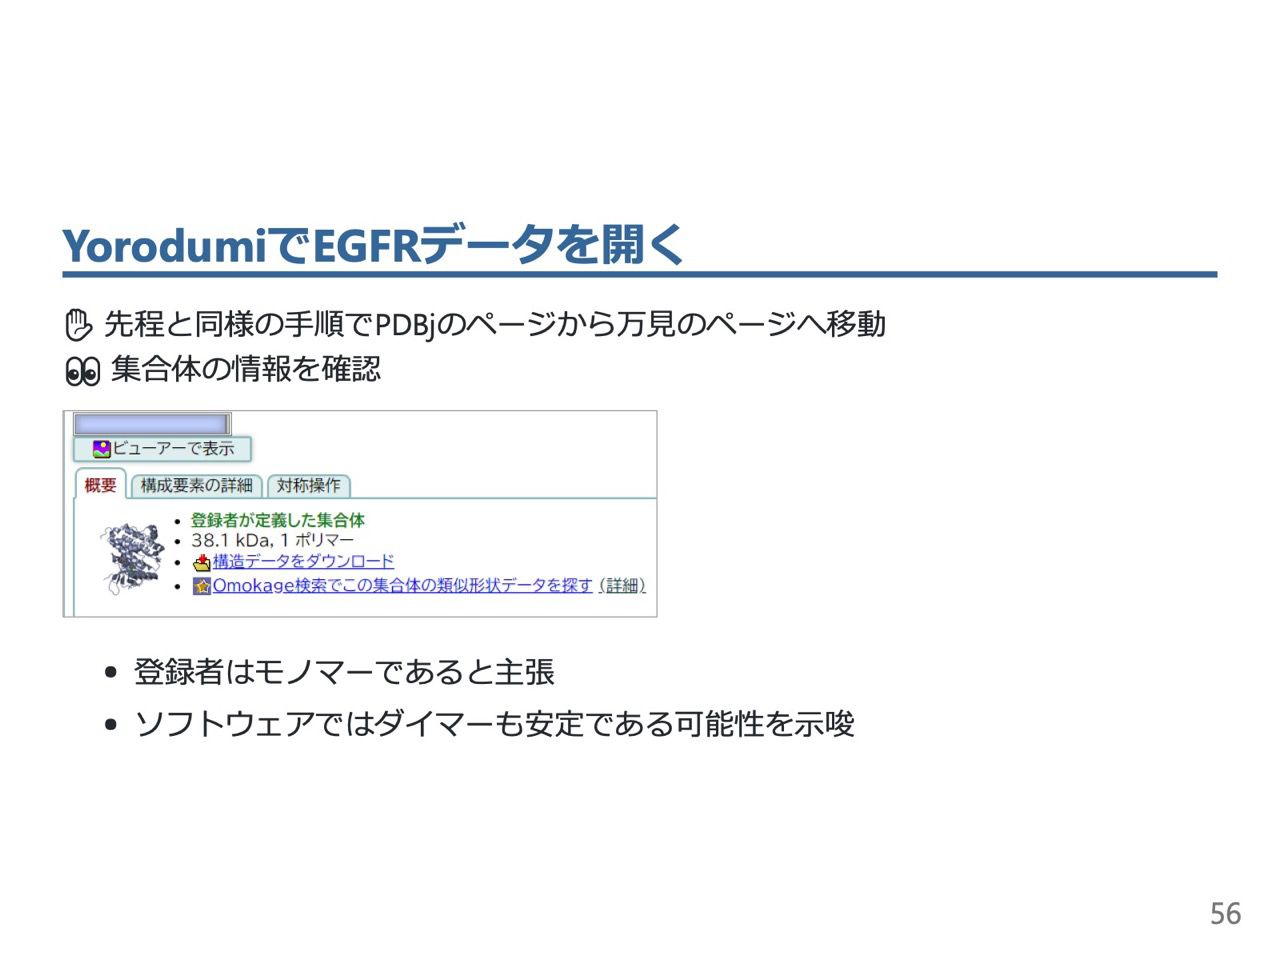 YorodumiでEGFRデータを開く
✋ 先程と同様の手順でPDBjのページから万見のページへ移動
👀 集合体の情報を確認
ビューアーで表示
概要 構成要素の詳細 対称操作
• 登録者が定義した集合体
• 38.1 kDa, 1 ポリマー
• 構造データをダウンロード
• Omokage検索でこの集合体の類似形状データを探す (詳細)
• 登録者はモノマーであると主張
• ソフトウェアではダイマーも安定である可能性を示唆
56